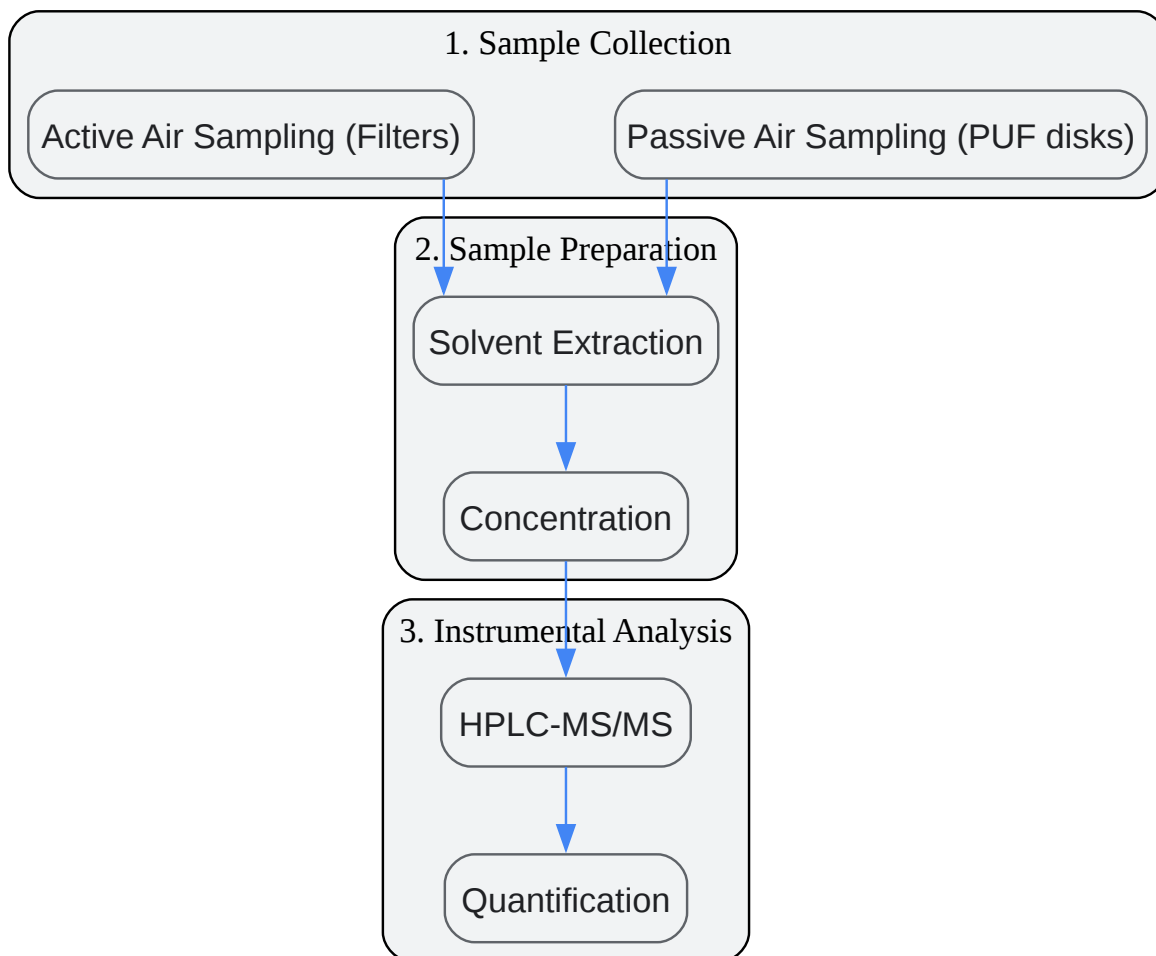 1. Sample Collection
Active Air Sampling (Filters)
Passive Air Sampling (PUF disks)
2. Sample Preparation
Solvent Extraction
Concentration
3. Instrumental Analysis
HPLC-MS/MS
Quantification